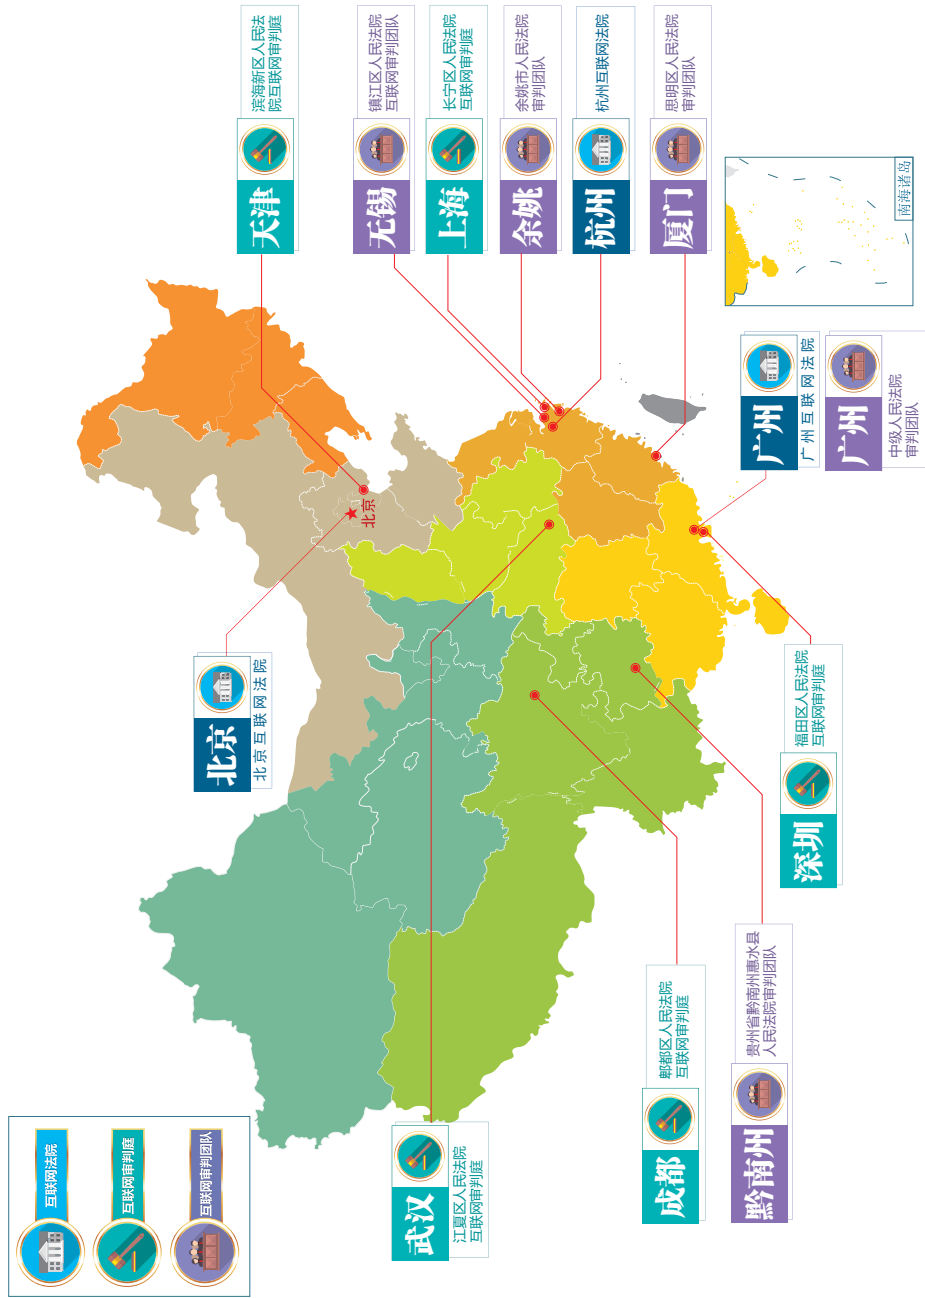 互联网法院
互联网审判庭
互联网审判团队
北京
北京互联网法院
天津
滨海新区人民法
院互联网审判庭
无锡
镇江区人民法院
互联网审判团队
上海
长宁区人民法院
互联网审判庭
余姚
余姚市人民法院
审判团队
杭州
杭州互联网法院
厦门
思明区人民法院
审判团队
北京
南海诸岛
广州
广州互联网法院
广州
中级人民法院
审判团队
武汉
江夏区人民法院
互联网审判庭
成都
郫都区人民法院
互联网审判庭
黔南州
贵州省黔南州惠水县
人民法院审判团队
深圳
福田区人民法院
互联网审判庭